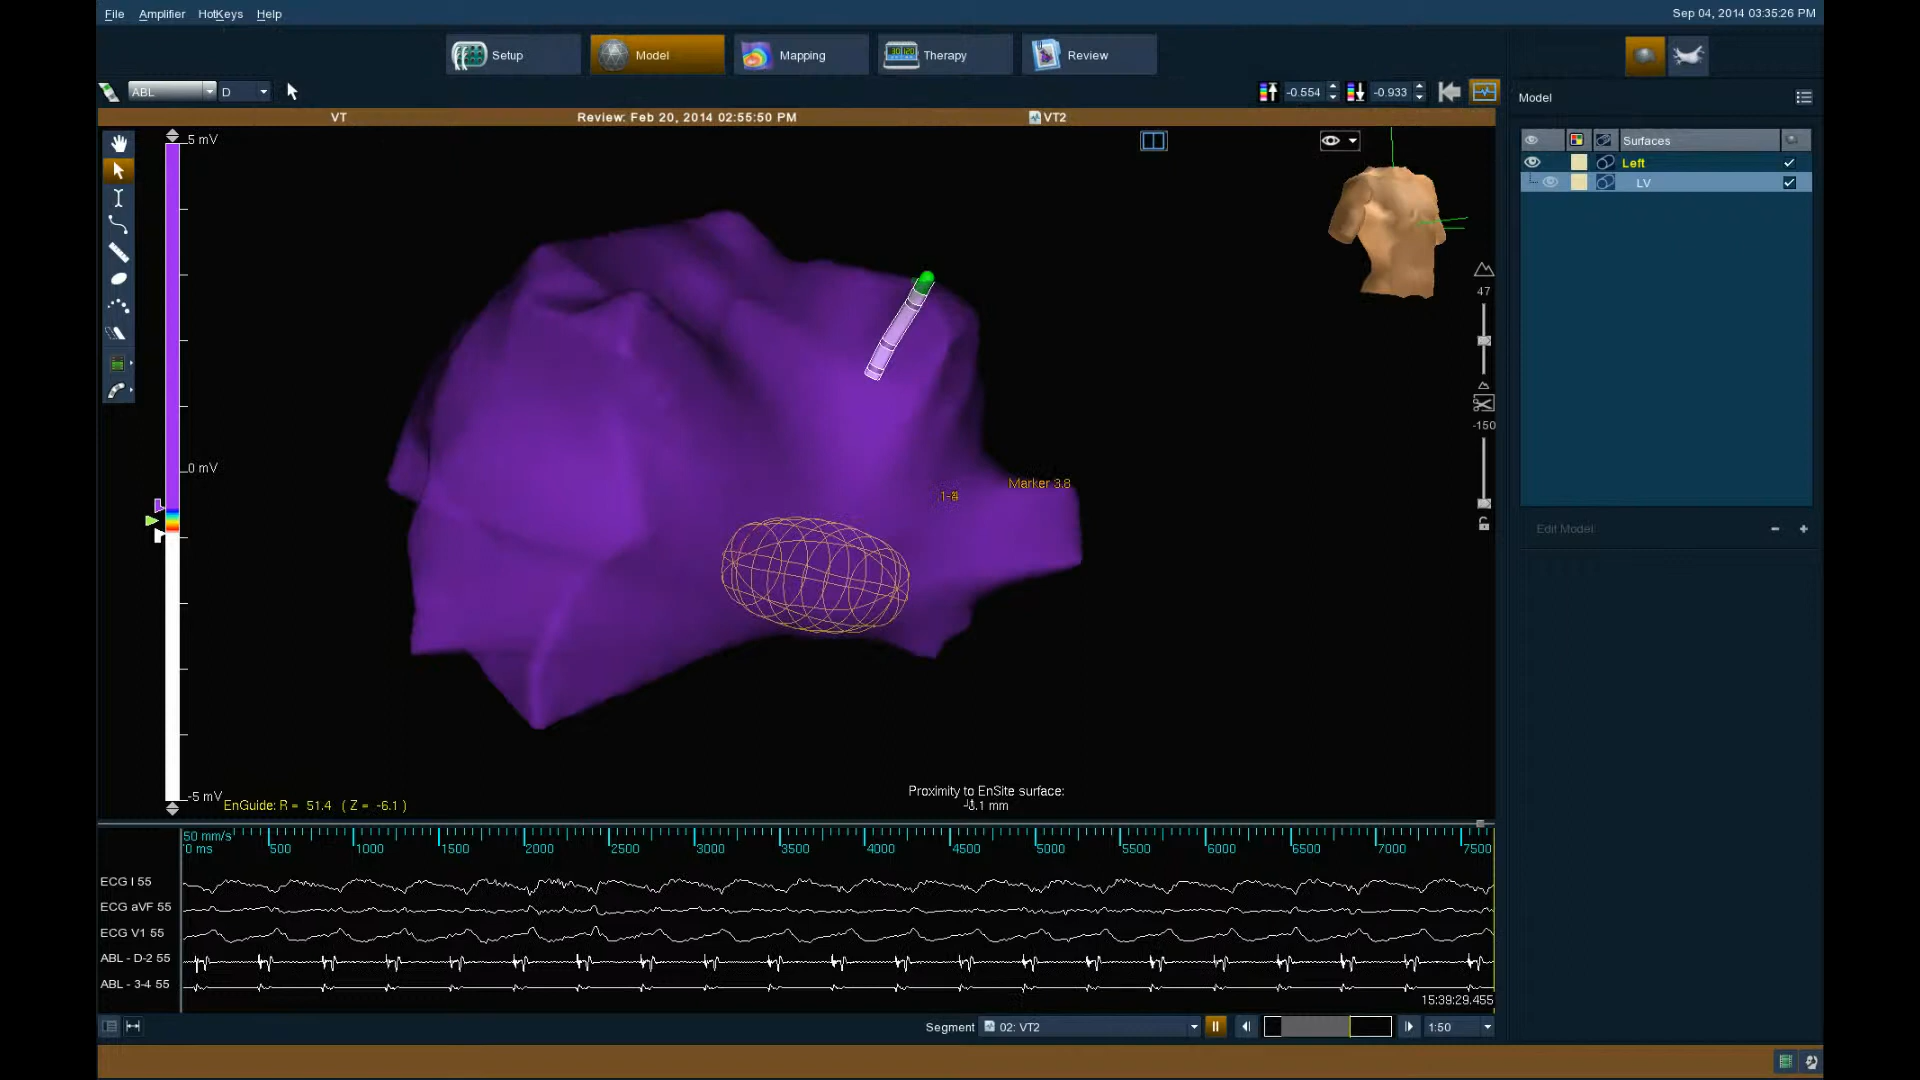 File Amplifier HotKeys Help
Sep 04, 2014 03:35:26 PM
Setup Model Mapping Therapy Review
ABL D
-0.554 -0.933
Model
VT Review: Feb 20, 2014 02:55:50 PM VT2
5 mV
Surfaces
Left
LV
47
-150
0 mV
Marker 3.8
Edit Model
-5 mV
EnGuide: R = 51.4 ( Z = -6.1 )
Proximity to EnSite surface:
50 mm/s
0 ms 500 1000 1500 2000 2500 3000 3500 4000 4500 5000 5500 6000 6500 7000 7500
ECG I 55
ECG aVF 55
ECG V1 55
ABL - D-2 55
ABL - 3-4 55
15:39:29.455
Segment 02: VT2 1:50